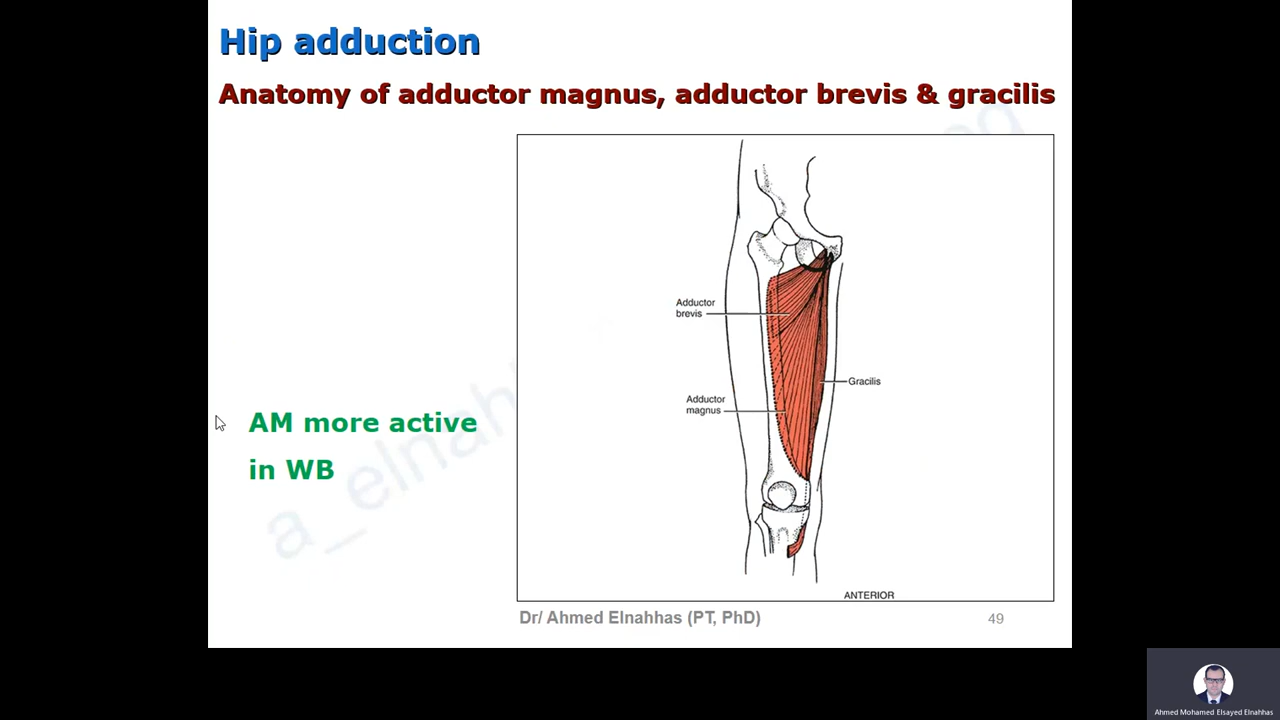 Hip adduction
Anatomy of adductor magnus, adductor brevis & gracilis
Adductor
brevis
Gracilis
Adductor
magnus
AM more active
in WB
a_elnah
ANTERIOR
Dr/ Ahmed Elnahhas (PT, PhD)
49
Ahmed Mohamed Elsayed Elnahhas